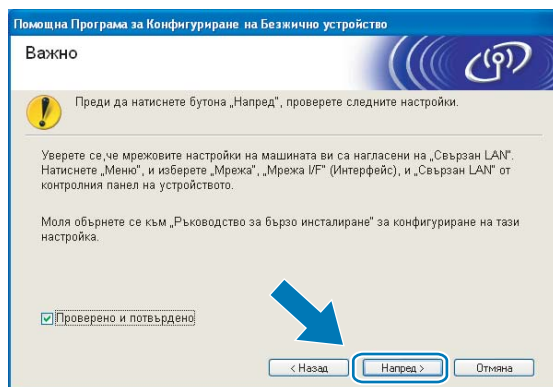 Помощна Програма за Конфигуриране на Безжично устройство
Важно
Преди да натиснете бутона „Напред", проверете следните настройки.
Уверете се,че мрежовите настройки на машината ви са нагласени на „Свързан LAN".
Натиснете „Меню", и изберете „Мрежа", „Мрежа I/F" (Интерфейс), и „Свързан LAN" от
контролния панел на устройството.
Моля обърнете се към „Ръководство за бързо инсталиране" за конфигуриране на тази
настройка.
Проверено и потвърдено
< Назад Напред > Отмяна